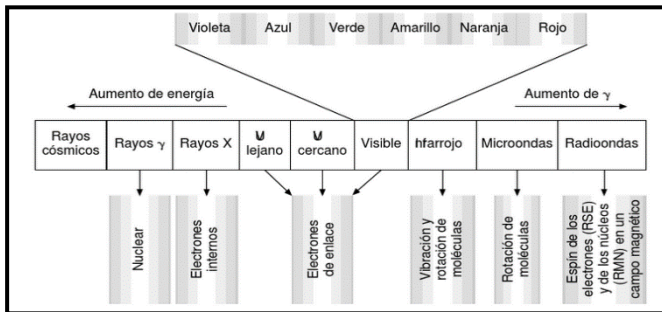 Violeta Azul Verde Amarillo Naranja Rojo
Aumento de energía
Aumento de γ
Rayos
cósmicos
Rayos γ
Rayos X
lejano
cercano
Visible
Microondas
Radioondas
Nuclear
Electrones
internos
Electrones
de enlace
Vibración y
rotación de
moléculas
Rotación de
moléculas
Espín de los
electrones (RSE)
y de los núcleos
(RMN) en un
campo magnético